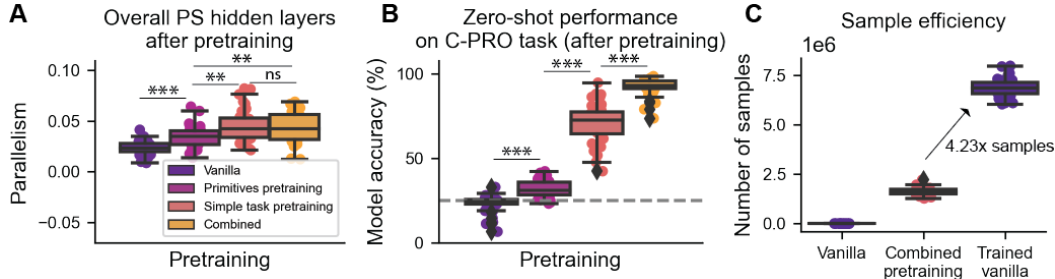 A
Overall PS hidden layers
after pretraining
**
**
ns
***
0.10
0.05
0.00
−0.05
Parallelism
Vanilla
Primitives pretraining
Simple task pretraining
Combined
Pretraining
B
Zero-shot performance
on C-PRO task (after pretraining)
***
***
***
***
100
50
0
Model accuracy (%)
Pretraining
C
Sample efficiency
1e6
7.5
5.0
2.5
0.0
Number of samples
4.23x samples
Vanilla
Combined
pretraining
Trained
vanilla